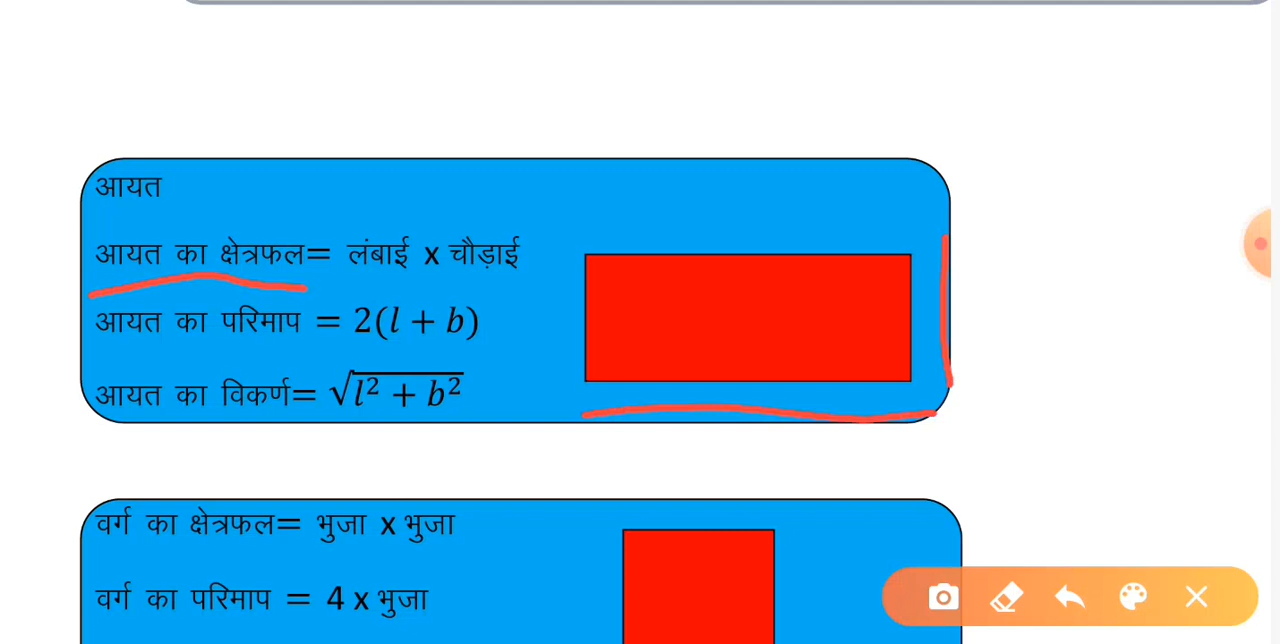 आयत
आयत का क्षेत्रफल= लंबाई x चौड़ाई
आयत का परिमाप = 2(l + b)
आयत का विकर्ण= √l² + b²
वर्ग का क्षेत्रफल= भुजा x भुजा
वर्ग का परिमाप = 4 x भुजा